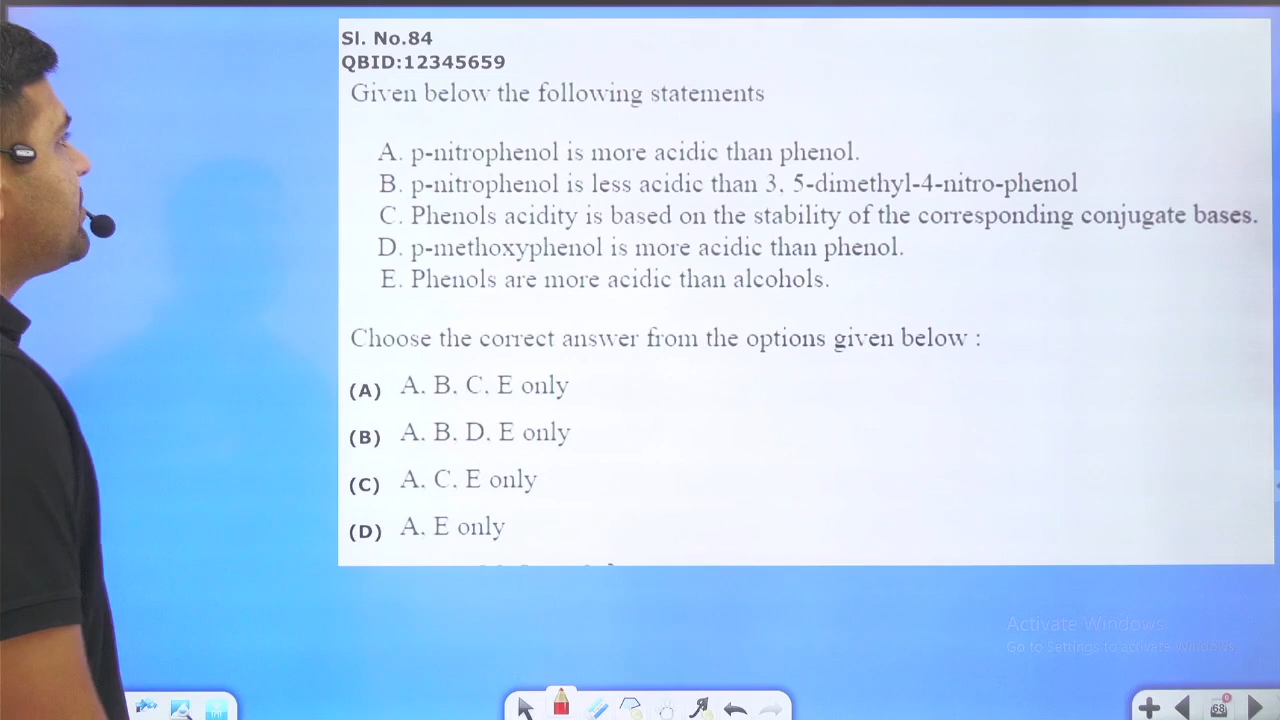 Sl. No.84
QBID:12345659
Given below the following statements
A. p-nitrophenol is more acidic than phenol.
B. p-nitrophenol is less acidic than 3, 5-dimethyl-4-nitro-phenol
C. Phenols acidity is based on the stability of the corresponding conjugate bases.
D. p-methoxyphenol is more acidic than phenol.
E. Phenols are more acidic than alcohols.
Choose the correct answer from the options given below :
(A) A. B. C. E only
(B) A. B. D. E only
(C) A. C. E only
(D) A. E only
Activate Windows
Go to Settings to activate Windows.
68